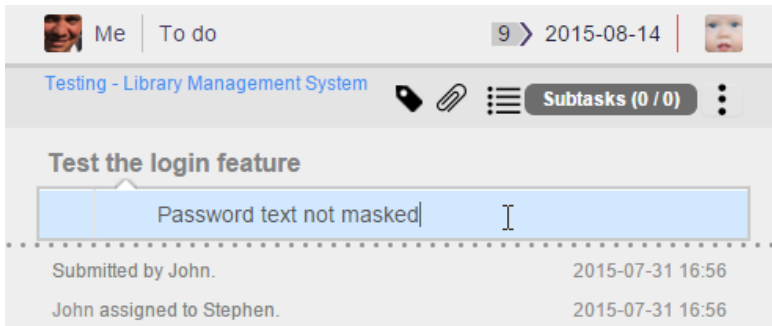 Me To do 9 2015-08-14
Testing - Library Management System Subtasks (0 / 0)
Test the login feature
Password text not masked
Submitted by John. 2015-07-31 16:56
John assigned to Stephen. 2015-07-31 16:56